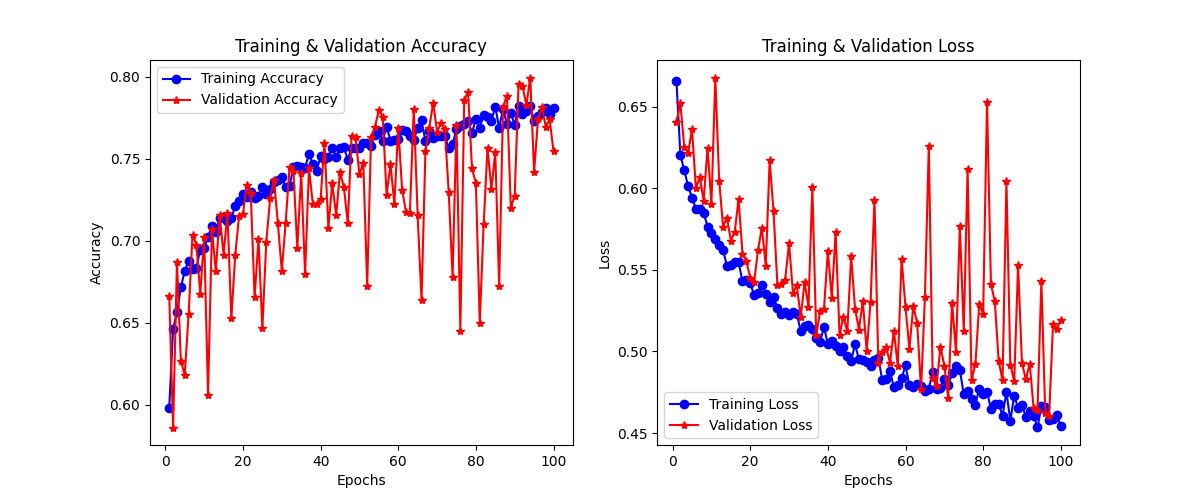 Training & Validation Accuracy
Training Accuracy
Validation Accuracy
0.80
0.75
0.70
0.65
0.60
Accuracy
0 20 40 60 80 100
Epochs
Training & Validation Loss
0.65
0.60
0.55
0.50
0.45
Loss
Training Loss
Validation Loss
0 20 40 60 80 100
Epochs